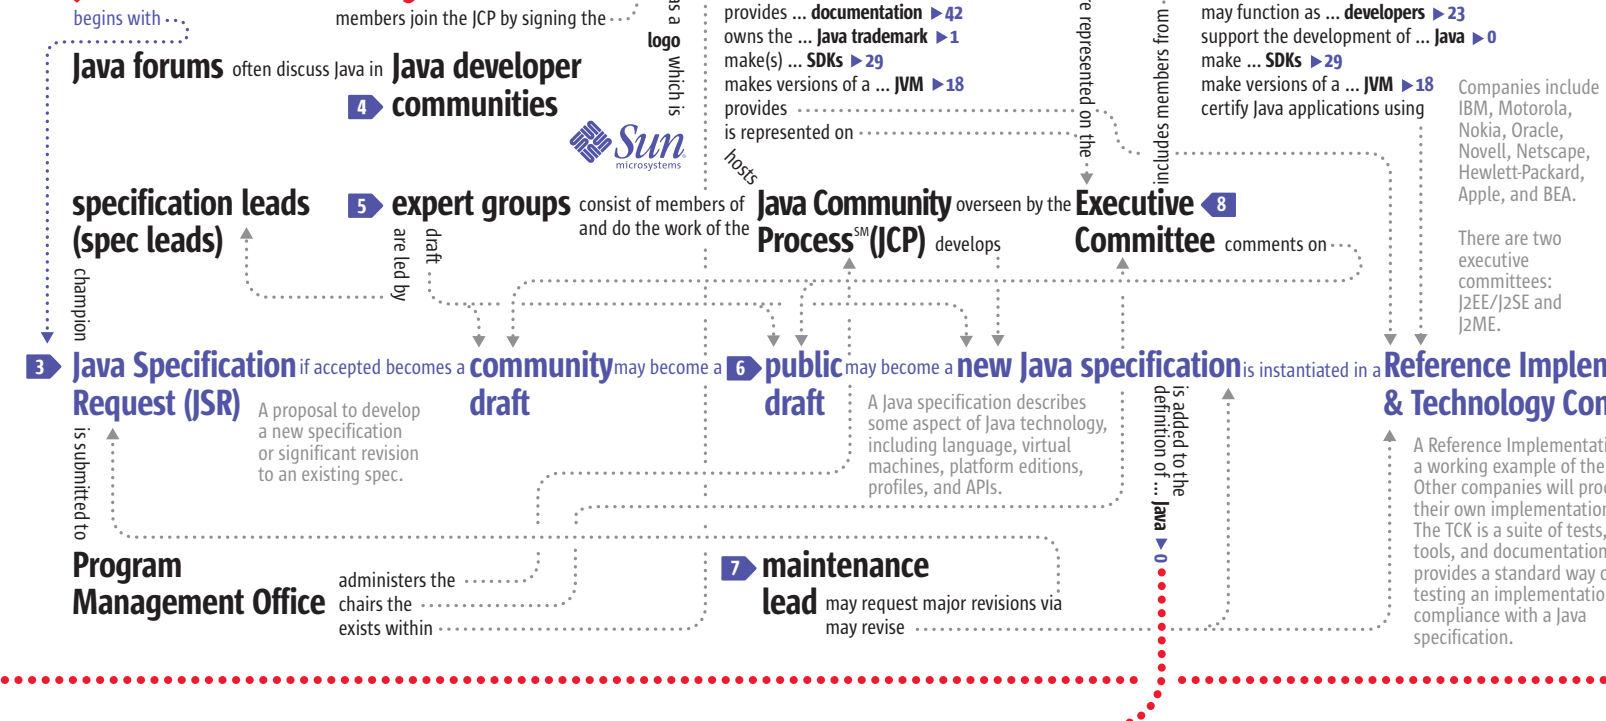 begins with
members join the JCP by signing the
as a
logo
which is
provides ... documentation ▶42
owns the ... Java trademark ▶1
make(s) ... SDKs ▶29
makes versions of a ... JVM ▶18
provides
is represented on
hosts
re represented on the
includes members from
may function as ... developers ▶23
support the development of ... Java ▶0
make ... SDKs ▶29
make versions of a ... JVM ▶18
certify Java applications using
Companies include
IBM, Motorola,
Nokia, Oracle,
Novell, Netscape,
Hewlett-Packard,
Apple, and BEA.
There are two
executive
committees:
J2EE/J2SE and
J2ME.
Java forums often discuss Java in Java developer
4 communities
Sun
microsystems
specification leads
(spec leads)
5 expert groups consist of members of
and do the work of the
Java Community
Process℠(JCP) develops
overseen by the Executive 8
Committee comments on
are led by
draft
champion
3 Java Specification
Request (JSR)
if accepted becomes a community
draft
may become a 6 public
draft
may become a new Java specification
is instantiated in a Reference Implem
& Technology Com
A proposal to develop
a new specification
or significant revision
to an existing spec.
A Java specification describes
some aspect of Java technology,
including language, virtual
machines, platform editions,
profiles, and APIs.
is added to the
definition of ... Java ▶0
A Reference Implementati
a working example of the
Other companies will pro
their own implementation
The TCK is a suite of tests,
tools, and documentation
provides a standard way o
testing an implementatio
compliance with a Java
specification.
is submitted to
Program
Management Office
administers the
chairs the
exists within
7 maintenance
lead may request major revisions via
may revise